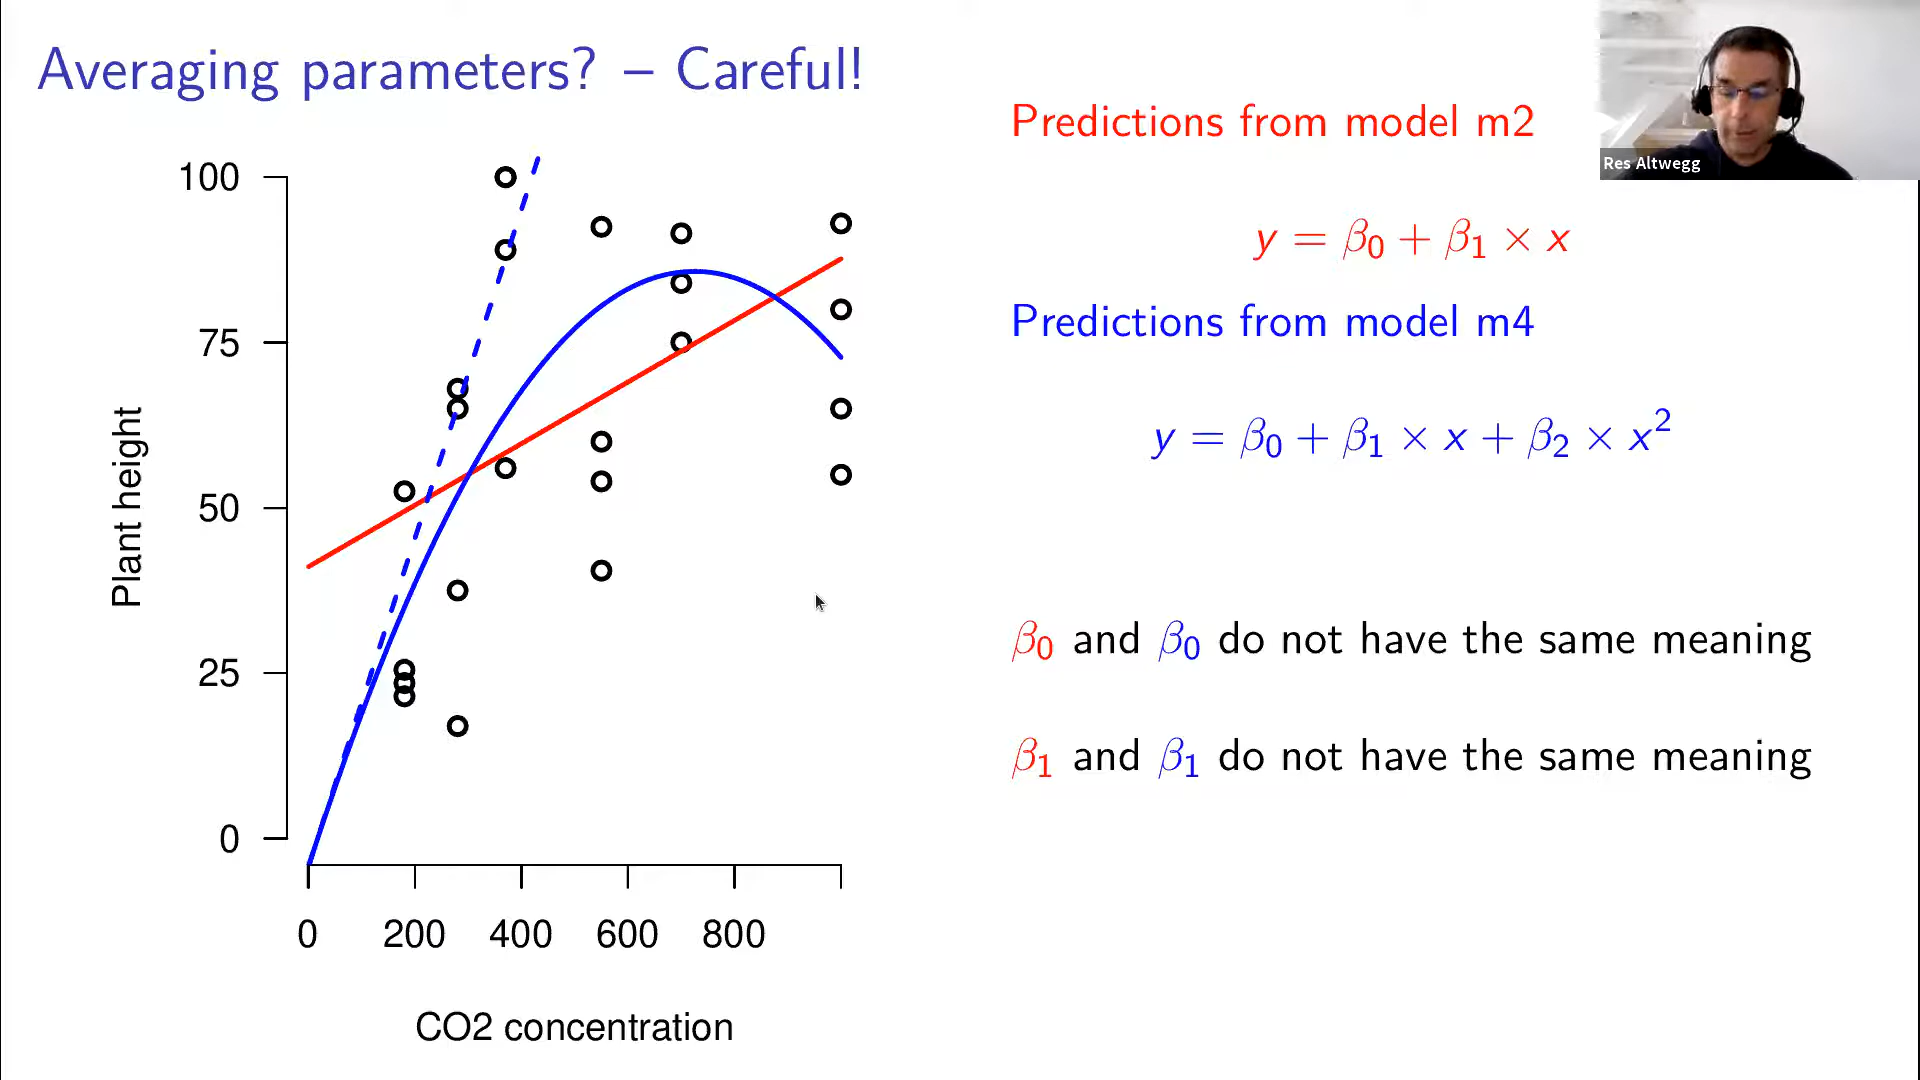 Averaging parameters? – Careful!
Predictions from model m2
y = β₀ + β₁ × x
Predictions from model m4
y = β₀ + β₁ × x + β₂ × x²
β₀ and β₀ do not have the same meaning
β₁ and β₁ do not have the same meaning
Res Altwegg
Plant height
100
75
50
25
0
0 200 400 600 800
CO2 concentration